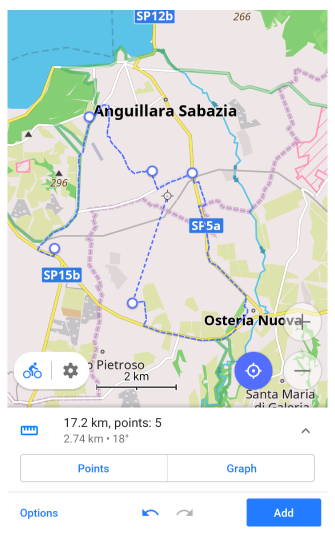 SP12b
266
Anguillara Sabazia
296
SP5a
SP15b
Osteria Nuova
o Pietroso
2 km
Santa Maria
di Galeria
17.2 km, points: 5
2.74 km • 18°
Points
Graph
Options
Add